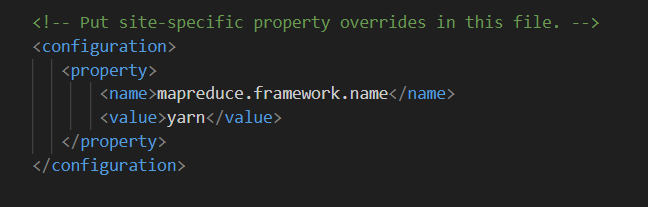 <!-- Put site-specific property overrides in this file. -->
<configuration>
<property>
<name>mapreduce.framework.name</name>
<value>yarn</value>
</property>
</configuration>